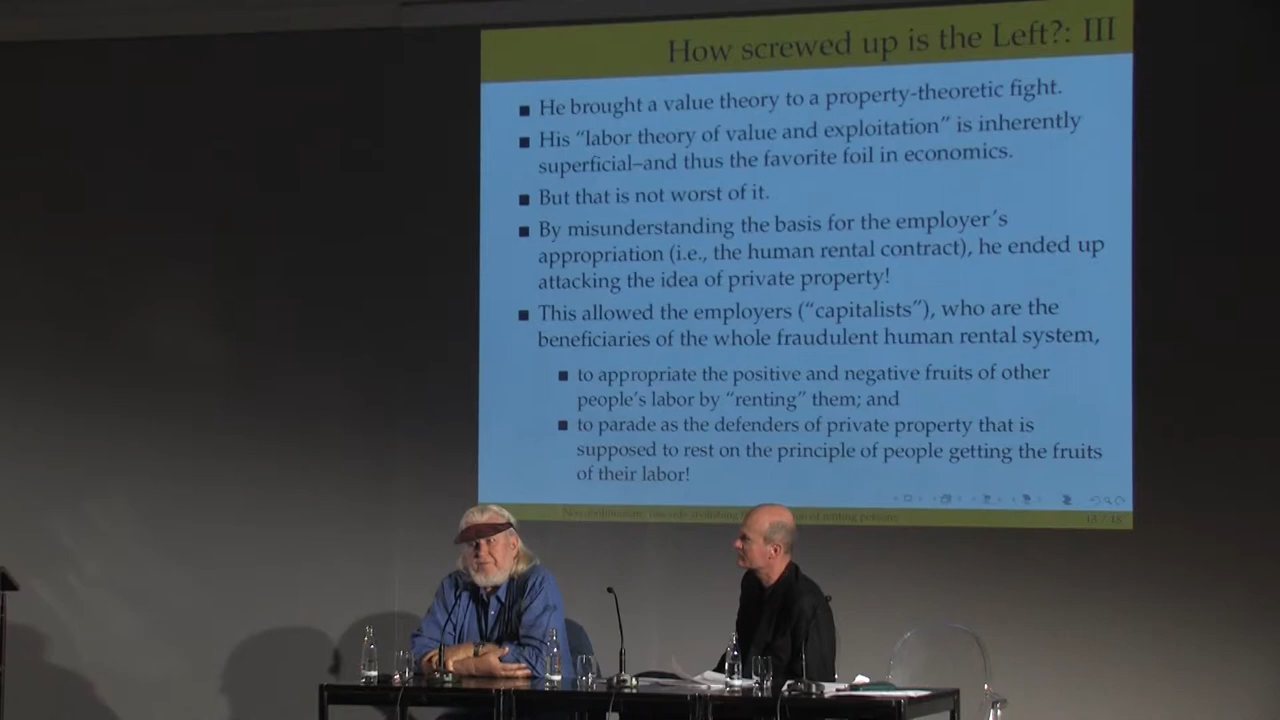 How screwed up is the Left?: III
He brought a value theory to a property-theoretic fight.
His "labor theory of value and exploitation" is inherently
superficial–and thus the favorite foil in economics.
But that is not worst of it.
By misunderstanding the basis for the employer's
appropriation (i.e., the human rental contract), he ended up
attacking the idea of private property!
This allowed the employers ("capitalists"), who are the
beneficiaries of the whole fraudulent human rental system,
to appropriate the positive and negative fruits of other
people's labor by "renting" them; and
to parade as the defenders of private property that is
supposed to rest on the principle of people getting the fruits
of their labor!
of renting persons